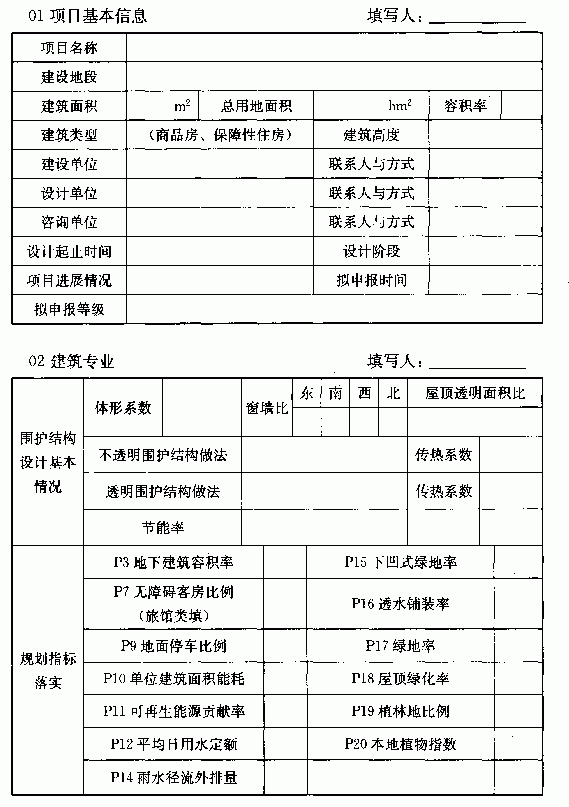 01 项目基本信息 填写人：
项目名称
建设地段
建筑面积 m² 总用地面积 hm² 容积率
建筑类型 （商品房、保障性住房） 建筑高度
建设单位 联系人与方式
设计单位 联系人与方式
咨询单位 联系人与方式
设计起止时间 设计阶段
项目进展情况 拟申报时间
拟申报等级
02 建筑专业 填写人：
围护结构
设计基本
情况
体形系数 窗墙比 东 南 西 北 屋顶透明面积比
不透明围护结构做法 传热系数
透明围护结构做法 传热系数
节能率
规划指标
落实
P3 地下建筑容积率 P15 下凹式绿地率
P7 无障碍客房比例
（旅馆类填）
P16 透水铺装率
P9 地面停车比例 P17 绿地率
P10 单位建筑面积能耗 P18 屋顶绿化率
P11 可再生能源贡献率 P19 植林地比例
P12 平均日用水定额 P20 本地植物指数
P14 雨水径流外排量